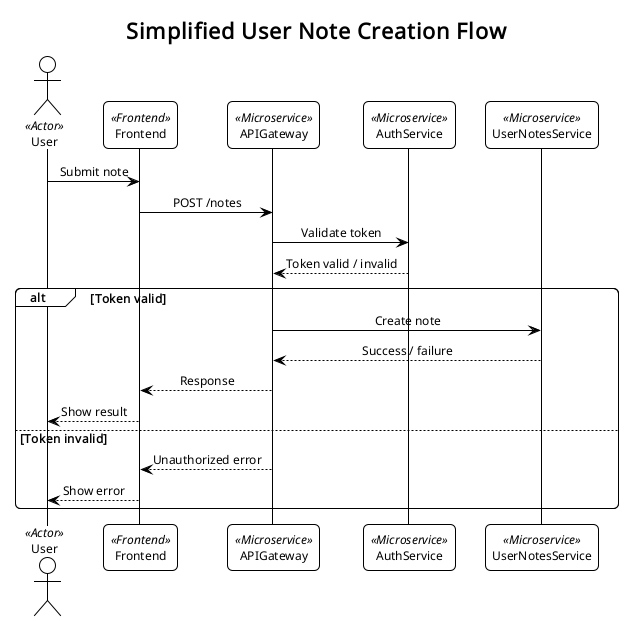 Simplified User Note Creation Flow
«Actor»
User
«Frontend»
Frontend
«Microservice»
APIGateway
«Microservice»
AuthService
«Microservice»
UserNotesService
Submit note
POST /notes
Validate token
Token valid / invalid
alt
[Token valid]
Create note
Success / failure
Response
Show result
[Token invalid]
Unauthorized error
Show error
«Actor»
User
«Frontend»
Frontend
«Microservice»
APIGateway
«Microservice»
AuthService
«Microservice»
UserNotesService